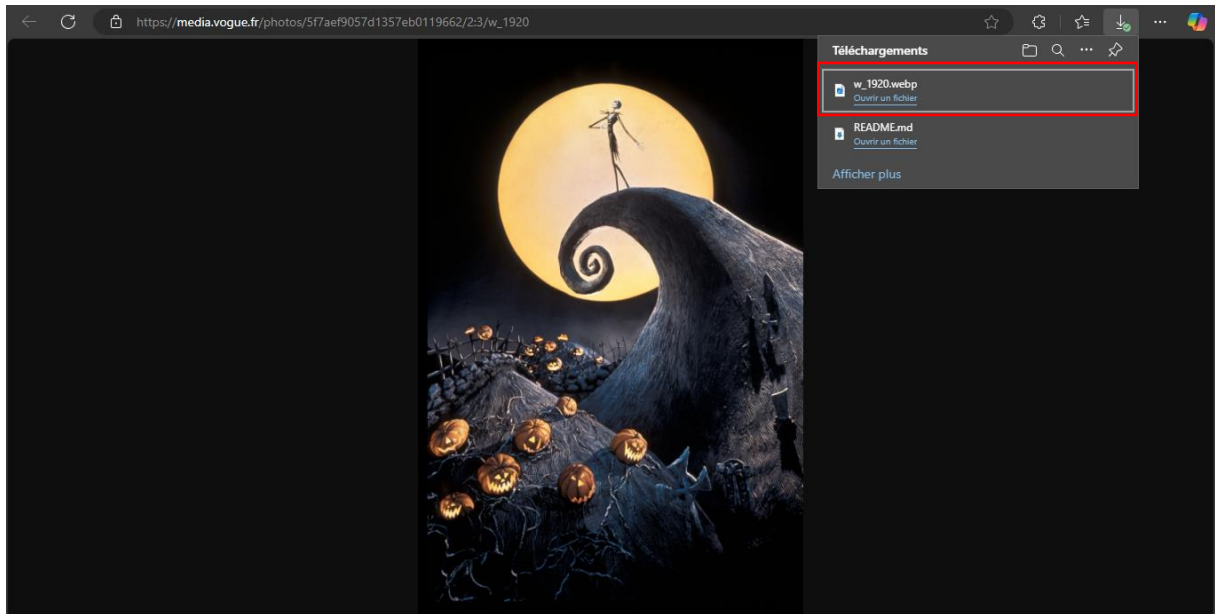 https://media.vogue.fr/photos/5f7aef9057d1357eb0119662/2:3/w_1920
Téléchargements
w_1920.webp
Ouvrir un fichier
README.md
Ouvrir un fichier
Afficher plus